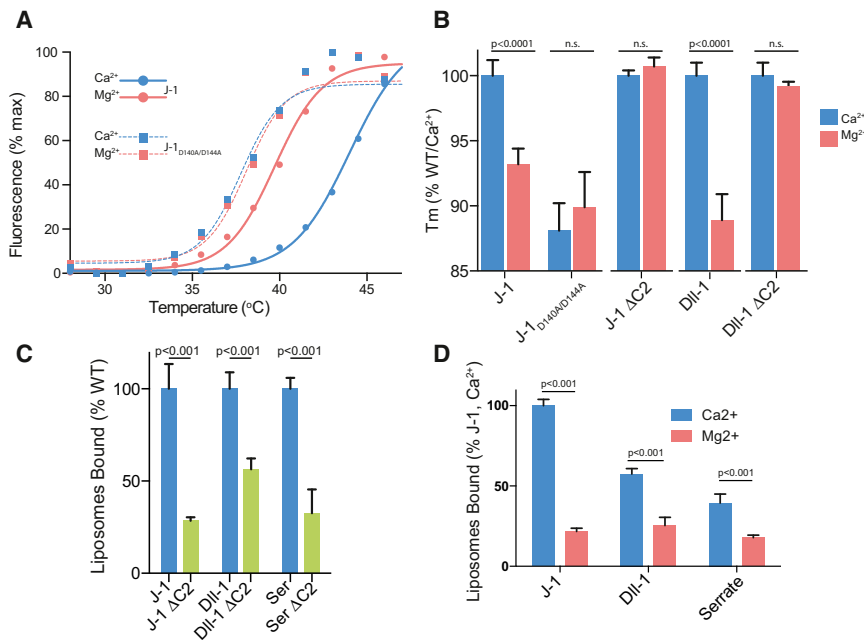 A
Fluorescence (% max)
100
80
60
40
20
0
30
35
40
45
Temperature (°C)
Ca²⁺
Mg²⁺
J-1
Ca²⁺
Mg²⁺
J-1D140A/D144A
B
Tm (% WT/Ca²⁺)
100
95
90
85
p<0.0001
n.s.
n.s.
p<0.0001
n.s.
Ca²⁺
Mg²⁺
J-1
J-1D140A/D144A
J-1 ΔC2
Dll-1
Dll-1 ΔC2
C
Liposomes Bound (% WT)
100
50
0
p<0.001
p<0.001
p<0.001
J-1
J-1 ΔC2
Dll-1
Dll-1 ΔC2
Ser
Ser ΔC2
D
Liposomes Bound (% J-1, Ca²⁺)
100
50
0
p<0.001
p<0.001
p<0.001
Ca2+
Mg2+
J-1
Dll-1
Serrate